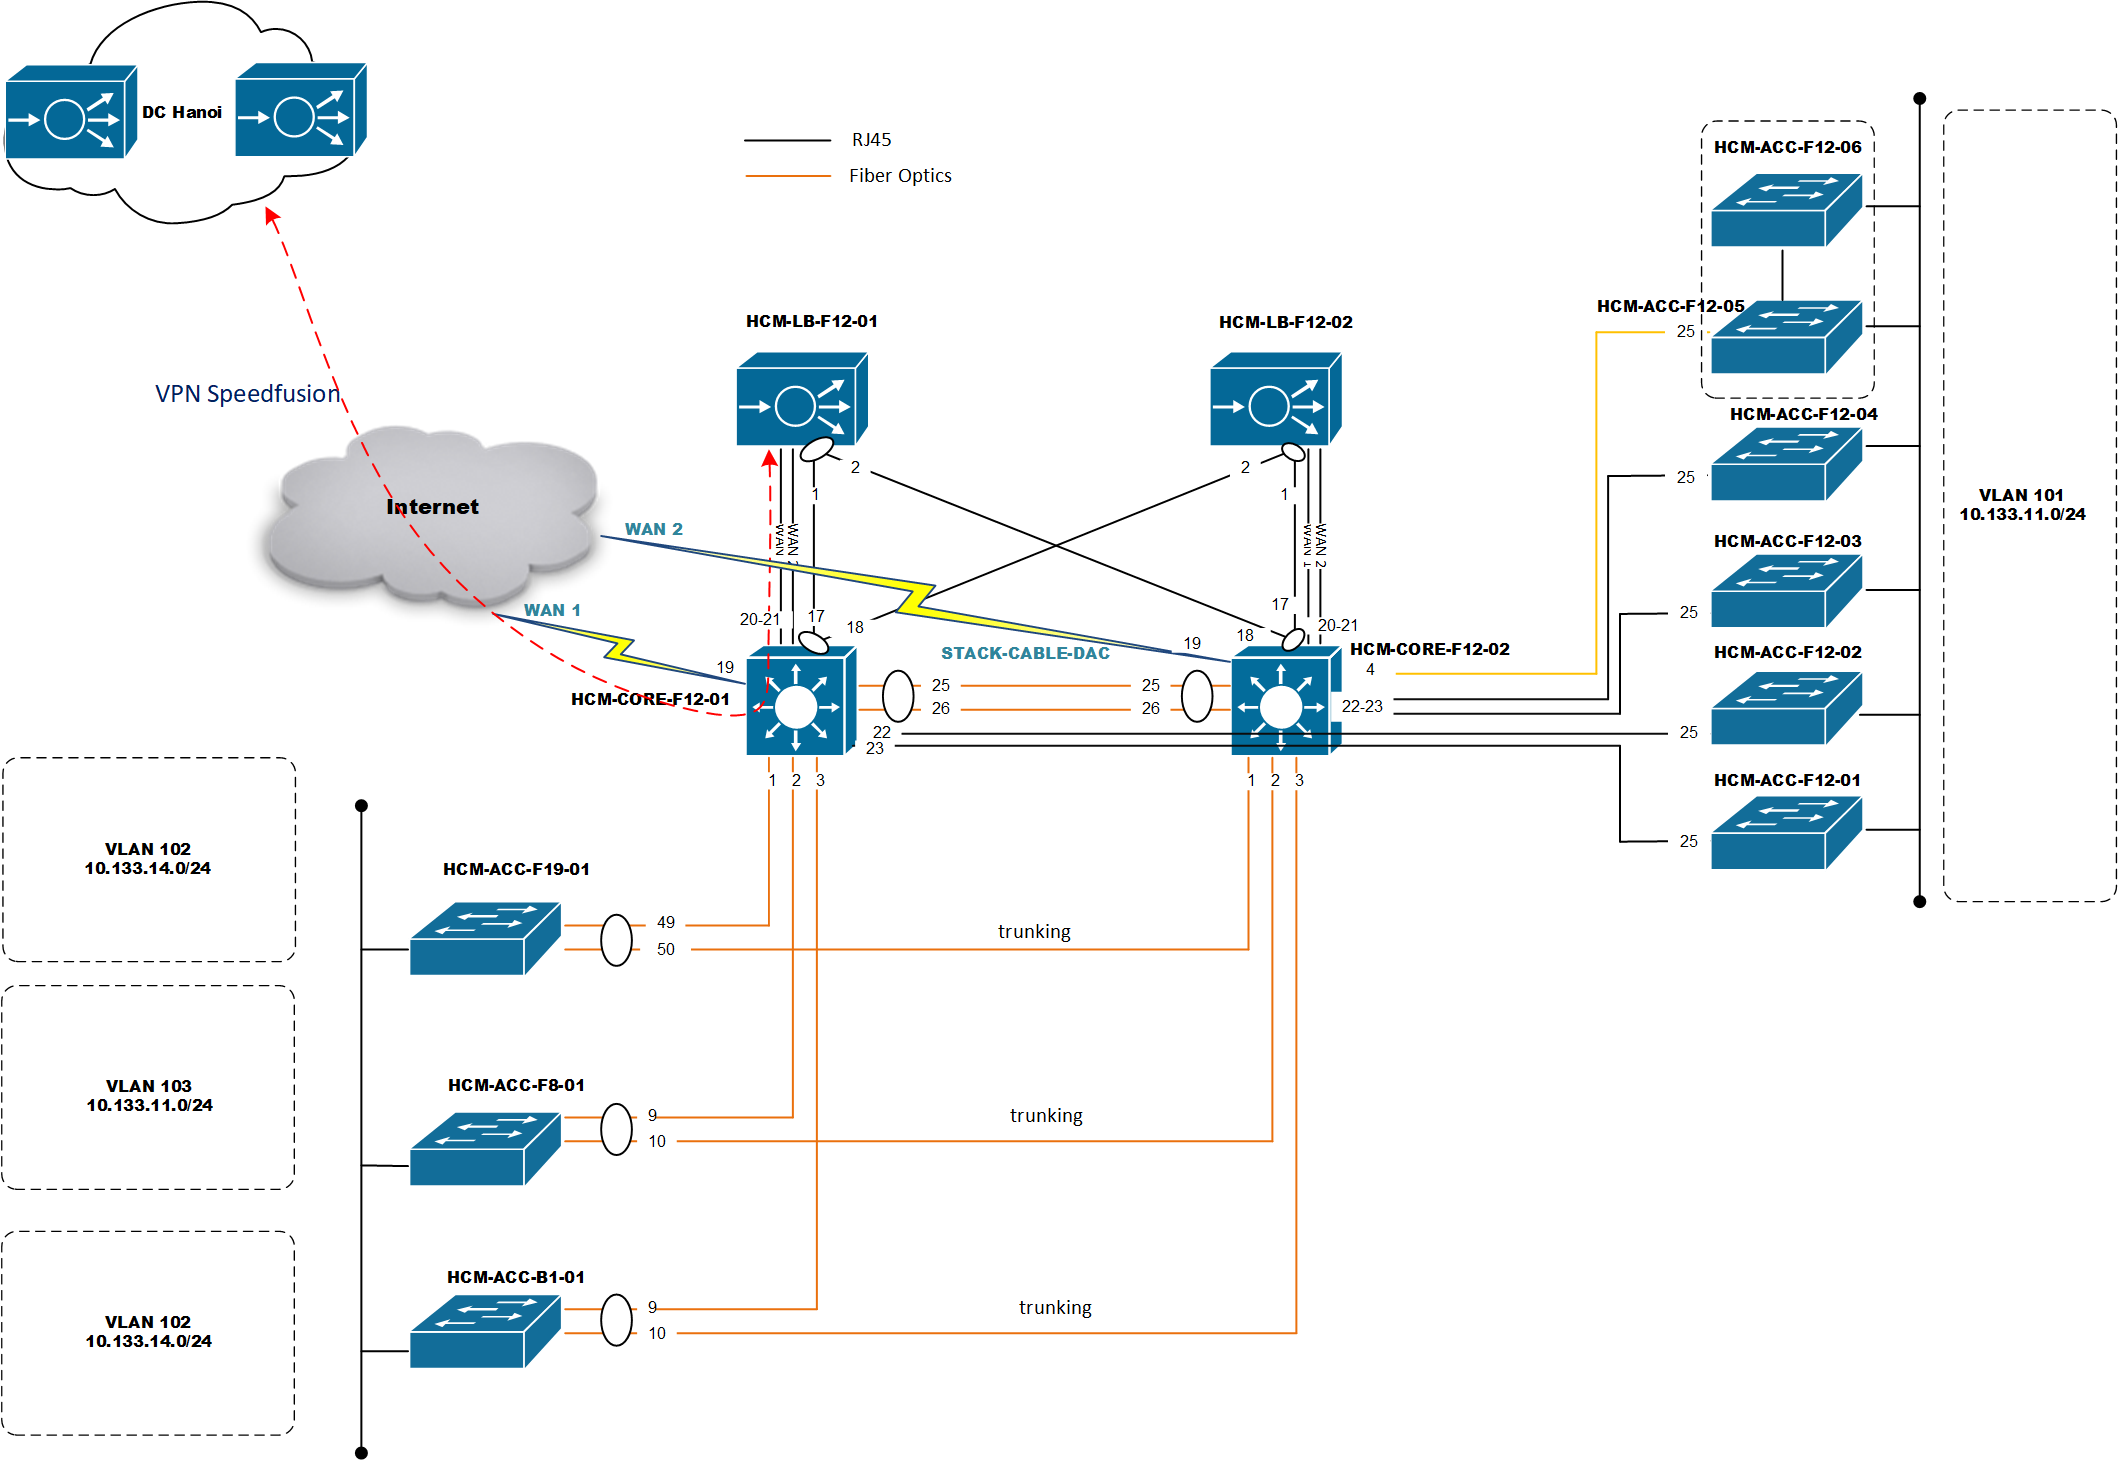 DC Hanoi
RJ45
Fiber Optics
HCM-ACC-F12-06
HCM-ACC-F12-05
25
HCM-LB-F12-01
HCM-LB-F12-02
VPN Speedfusion
HCM-ACC-F12-04
25
2
1
2
1
VLAN 101
10.133.11.0/24
Internet
WAN 2
WAN
WAN
WAN 1
WAN 2
HCM-ACC-F12-03
25
WAN 1
20-21
17
18
17
18
20-21
19
19
STACK-CABLE-DAC
HCM-CORE-F12-02
4
HCM-ACC-F12-02
25
HCM-CORE-F12-01
25
26
25
26
22-23
22
23
HCM-ACC-F12-01
25
1
2
3
1
2
3
VLAN 102
10.133.14.0/24
HCM-ACC-F19-01
49
50
trunking
VLAN 103
10.133.11.0/24
HCM-ACC-F8-01
9
10
trunking
VLAN 102
10.133.14.0/24
HCM-ACC-B1-01
9
10
trunking